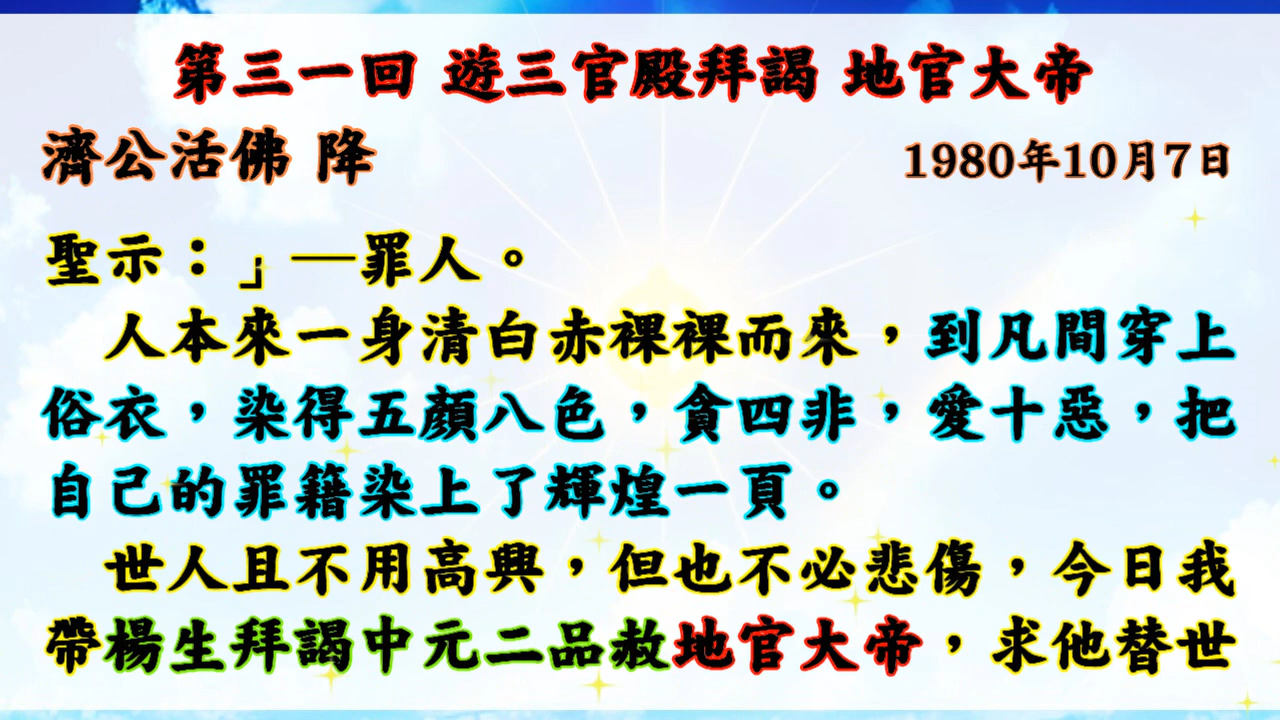 第三一回 遊三官殿拜謁 地官大帝
濟公活佛 降 1980年10月7日
聖示：」─罪人。
人本來一身清白赤裸裸而來，到凡間穿上
俗衣，染得五顏八色，貪四非，愛十惡，把
自己的罪籍染上了輝煌一頁。
世人且不用高興，但也不必悲傷，今日我
帶楊生拜謁中元二品赦地官大帝，求他替世